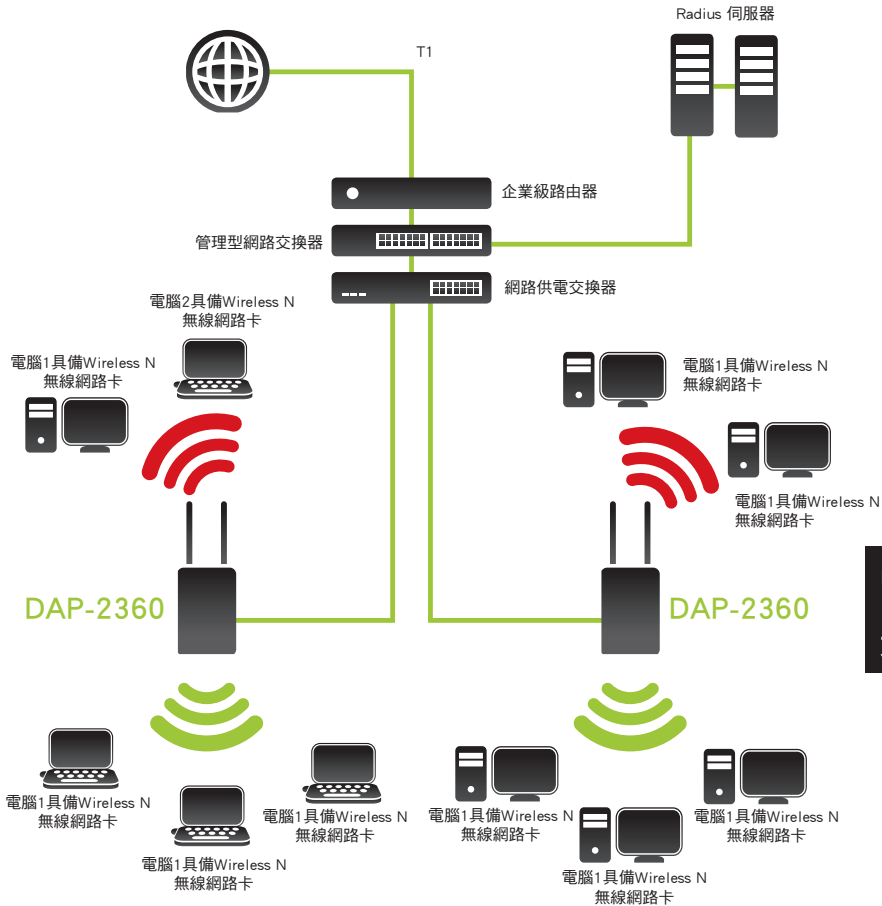 Radius 伺服器
T1
企業級路由器
管理型網路交換器
網路供電交換器
電腦2具備Wireless N
無線網路卡
電腦1具備Wireless N
無線網路卡
電腦1具備Wireless N
無線網路卡
電腦1具備Wireless N
無線網路卡
DAP-2360
DAP-2360
電腦1具備Wireless N
無線網路卡
電腦1具備Wireless N
無線網路卡
電腦1具備Wireless N
無線網路卡
電腦1具備Wireless N
無線網路卡
電腦1具備Wireless N
無線網路卡
電腦1具備Wireless N
無線網路卡